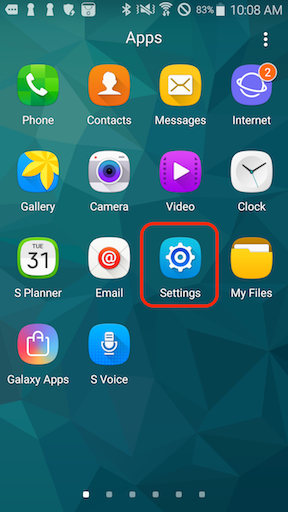 83% 10:08 AM
Apps
2
Phone Contacts Messages Internet
Gallery Camera Video Clock
TUE
31
@
S Planner Email Settings My Files
Galaxy Apps S Voice